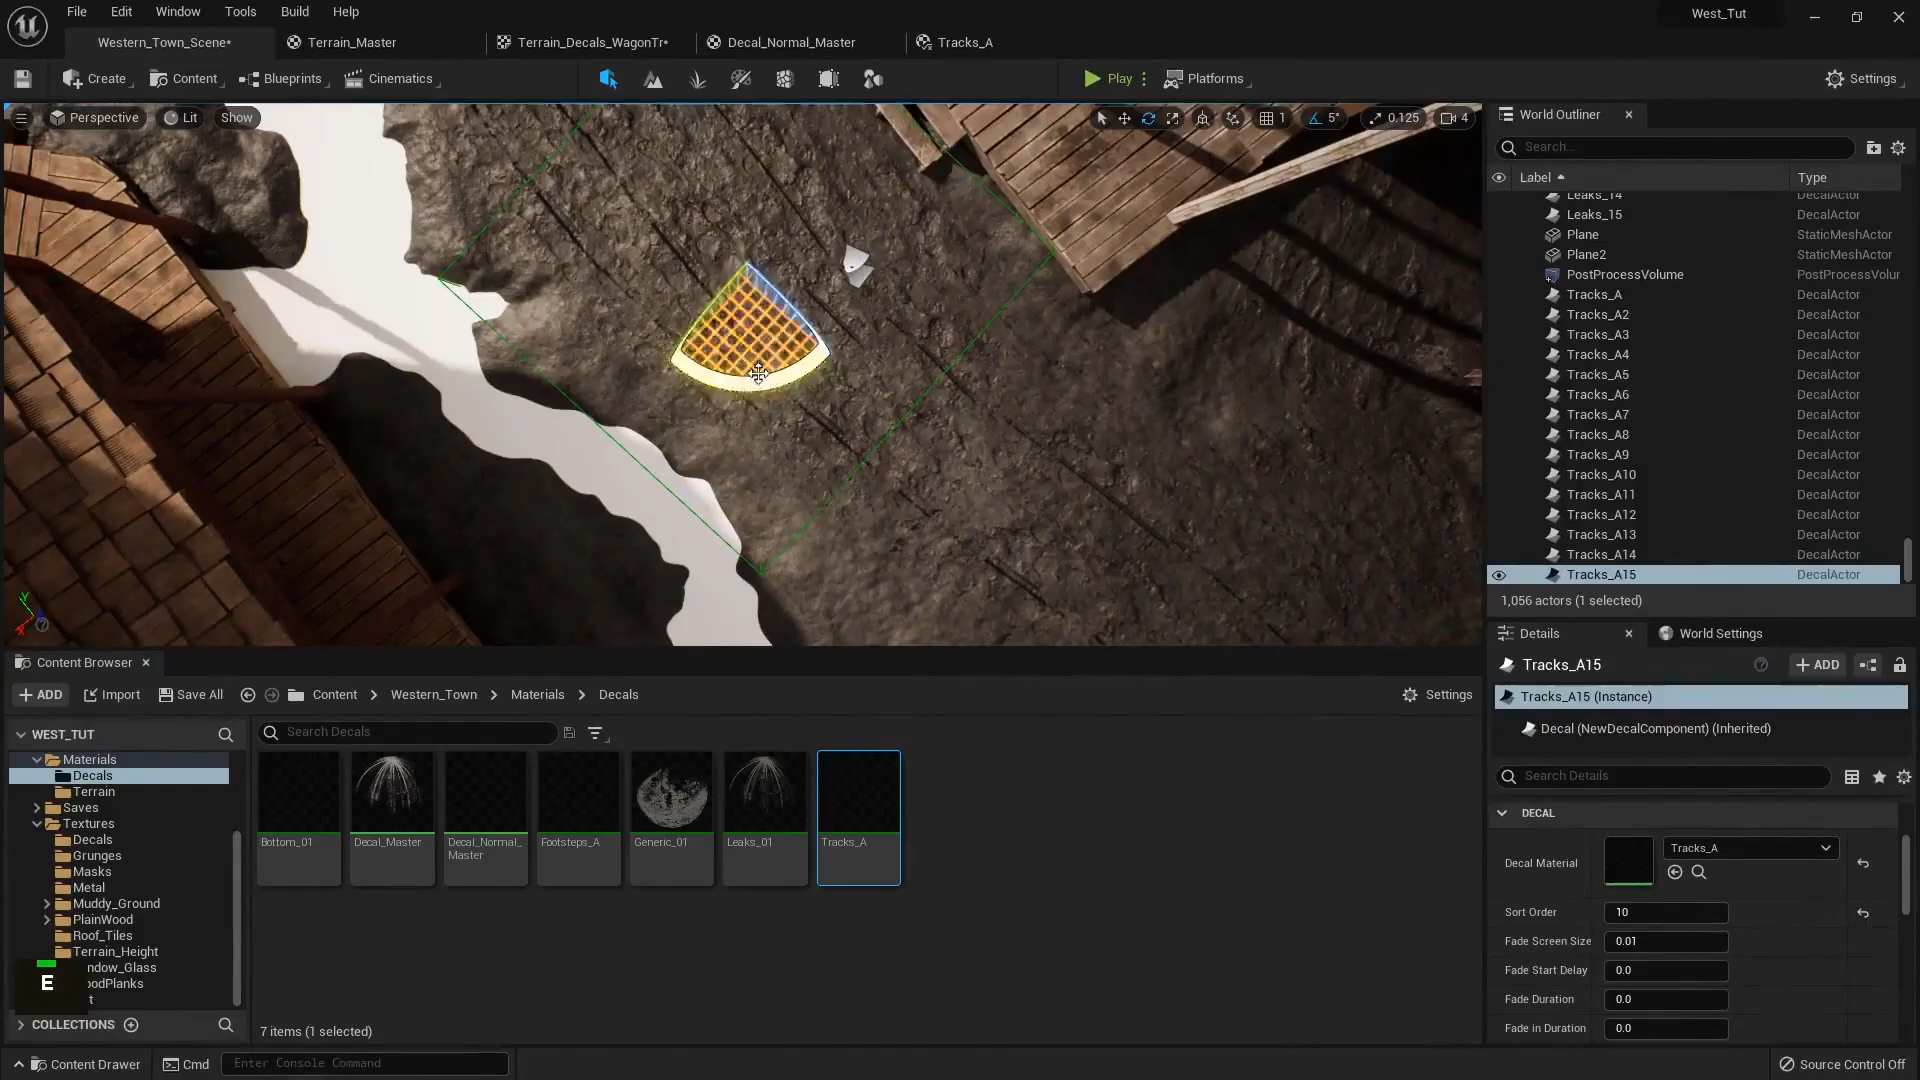 File Edit Window Tools Build Help
West_Tut
Western_Town_Scene*
Terrain_Master
Terrain_Decals_WagonTr*
Decal_Normal_Master
Tracks_A
Create
Content
Blueprints
Cinematics
Play
Platforms
Settings
Perspective
Lit
Show
1
5°
0.125
4
World Outliner
Search...
Label
Type
Leaks_14 DecalActor
Leaks_15 DecalActor
Plane StaticMeshActor
Plane2 StaticMeshActor
PostProcessVolume PostProcessVolur
Tracks_A DecalActor
Tracks_A2 DecalActor
Tracks_A3 DecalActor
Tracks_A4 DecalActor
Tracks_A5 DecalActor
Tracks_A6 DecalActor
Tracks_A7 DecalActor
Tracks_A8 DecalActor
Tracks_A9 DecalActor
Tracks_A10 DecalActor
Tracks_A11 DecalActor
Tracks_A12 DecalActor
Tracks_A13 DecalActor
Tracks_A14 DecalActor
Tracks_A15 DecalActor
1,056 actors (1 selected)
Y
X
Details
World Settings
Tracks_A15
ADD
Tracks_A15 (Instance)
Decal (NewDecalComponent) (Inherited)
Search Details
DECAL
Decal Material
Tracks_A
Sort Order 10
Fade Screen Size 0.01
Fade Start Delay 0.0
Fade Duration 0.0
Fade in Duration 0.0
Content Browser
ADD
Import
Save All
Content
Western_Town
Materials
Decals
Settings
WEST_TUT
Search Decals
Materials
Decals
Terrain
Saves
Textures
Decals
Grunges
Masks
Metal
Muddy_Ground
PlainWood
Roof_Tiles
Terrain_Height
ndow_Glass
oodPlanks
t
E
COLLECTIONS
Bottom_01
Decal_Master
Decal_Normal_
Master
Footsteps_A
Generic_01
Leaks_01
Tracks_A
7 items (1 selected)
Content Drawer
Cmd
Enter Console Command
Source Control Off